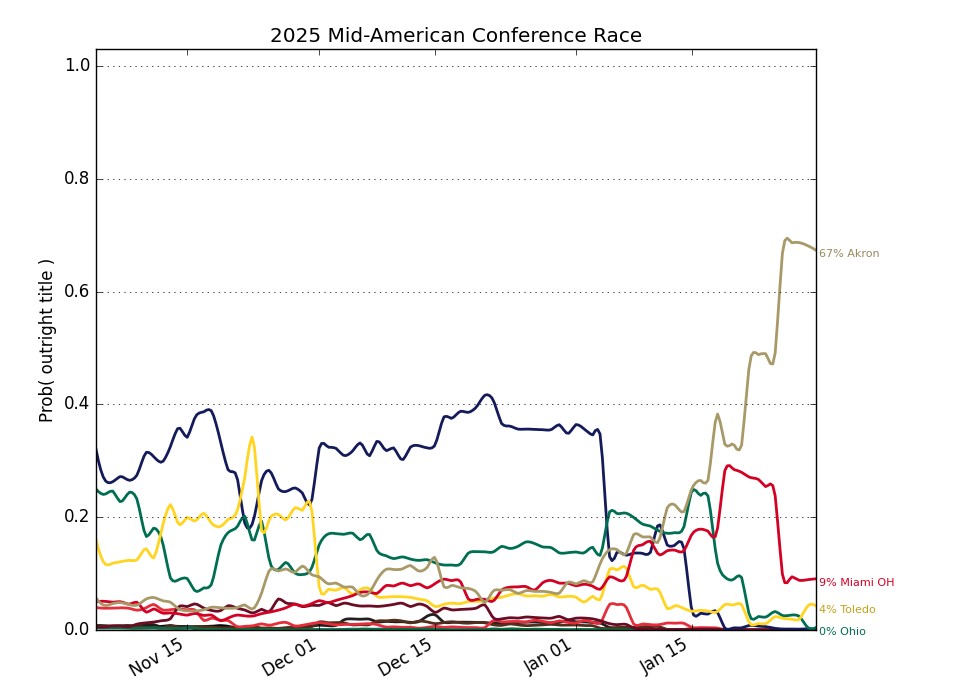 2025 Mid-American Conference Race
Prob( outright title )
1.0
0.8
0.6
0.4
0.2
0.0
67% Akron
9% Miami OH
4% Toledo
0% Ohio
Nov 15
Dec 01
Dec 15
Jan 01
Jan 15